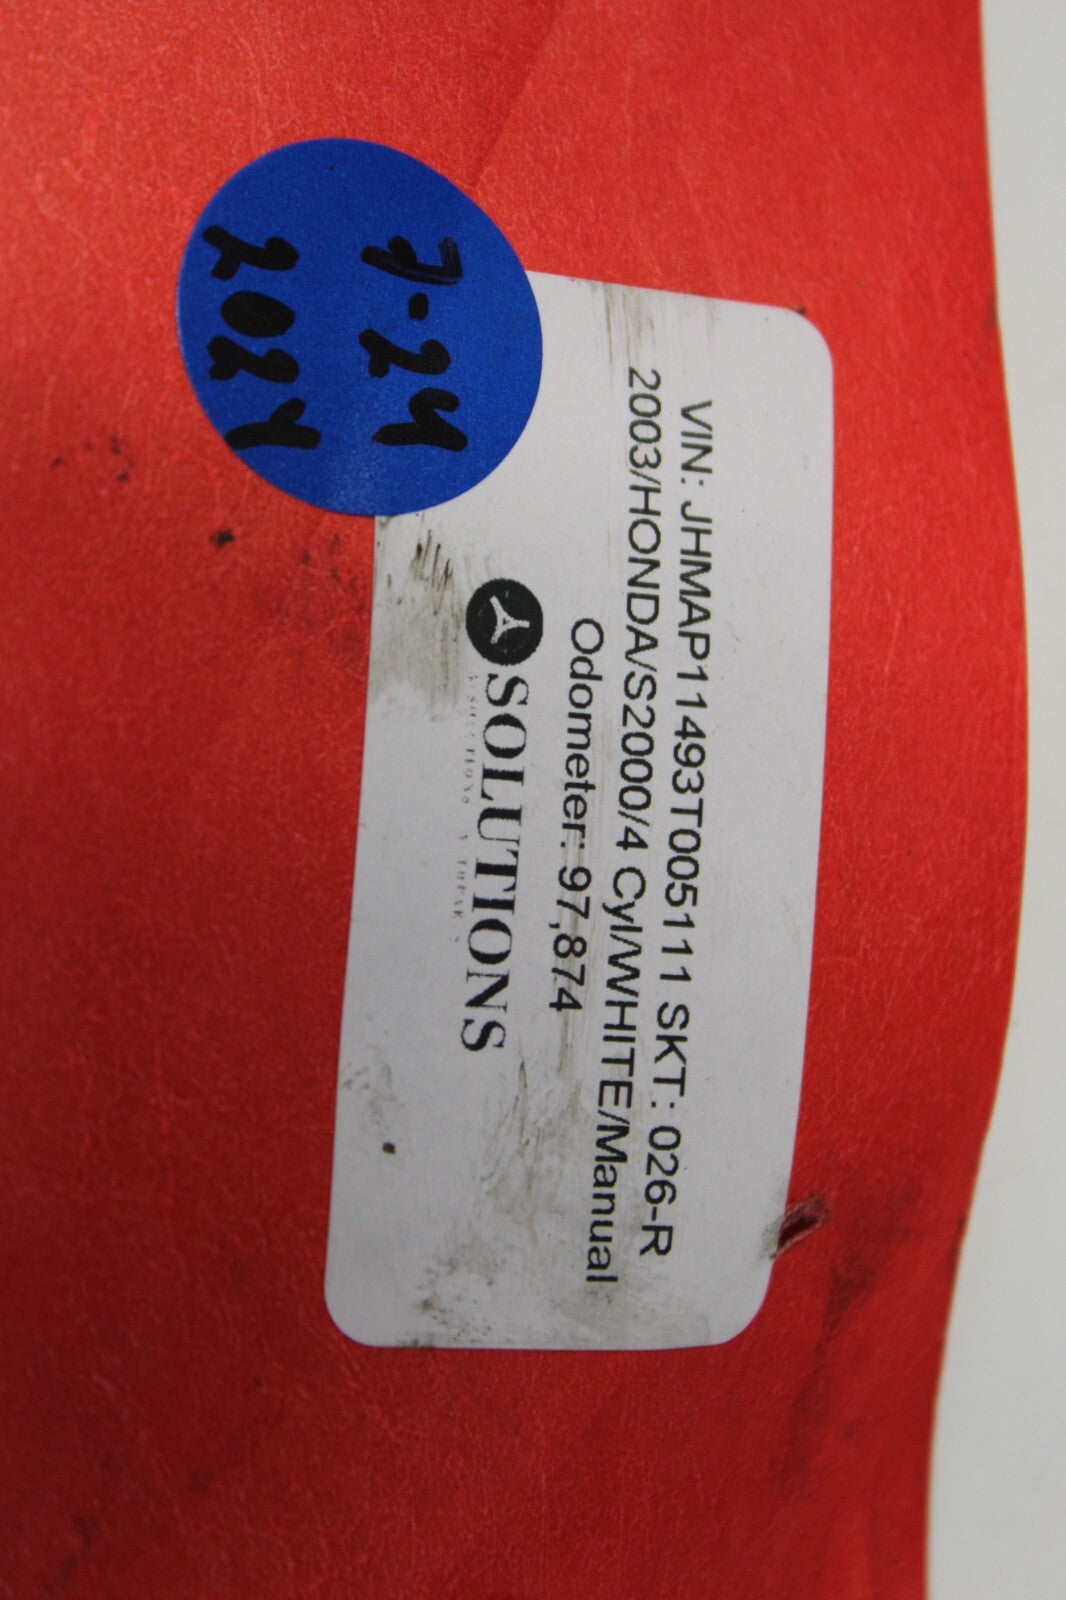 7-24
2024
VIN: JHMAP11493T005111 SKT: 026-R
2003/HONDA/S2000/4 Cyl/WHITE/Manual
Odometer: 97,874
SOLUTIONS